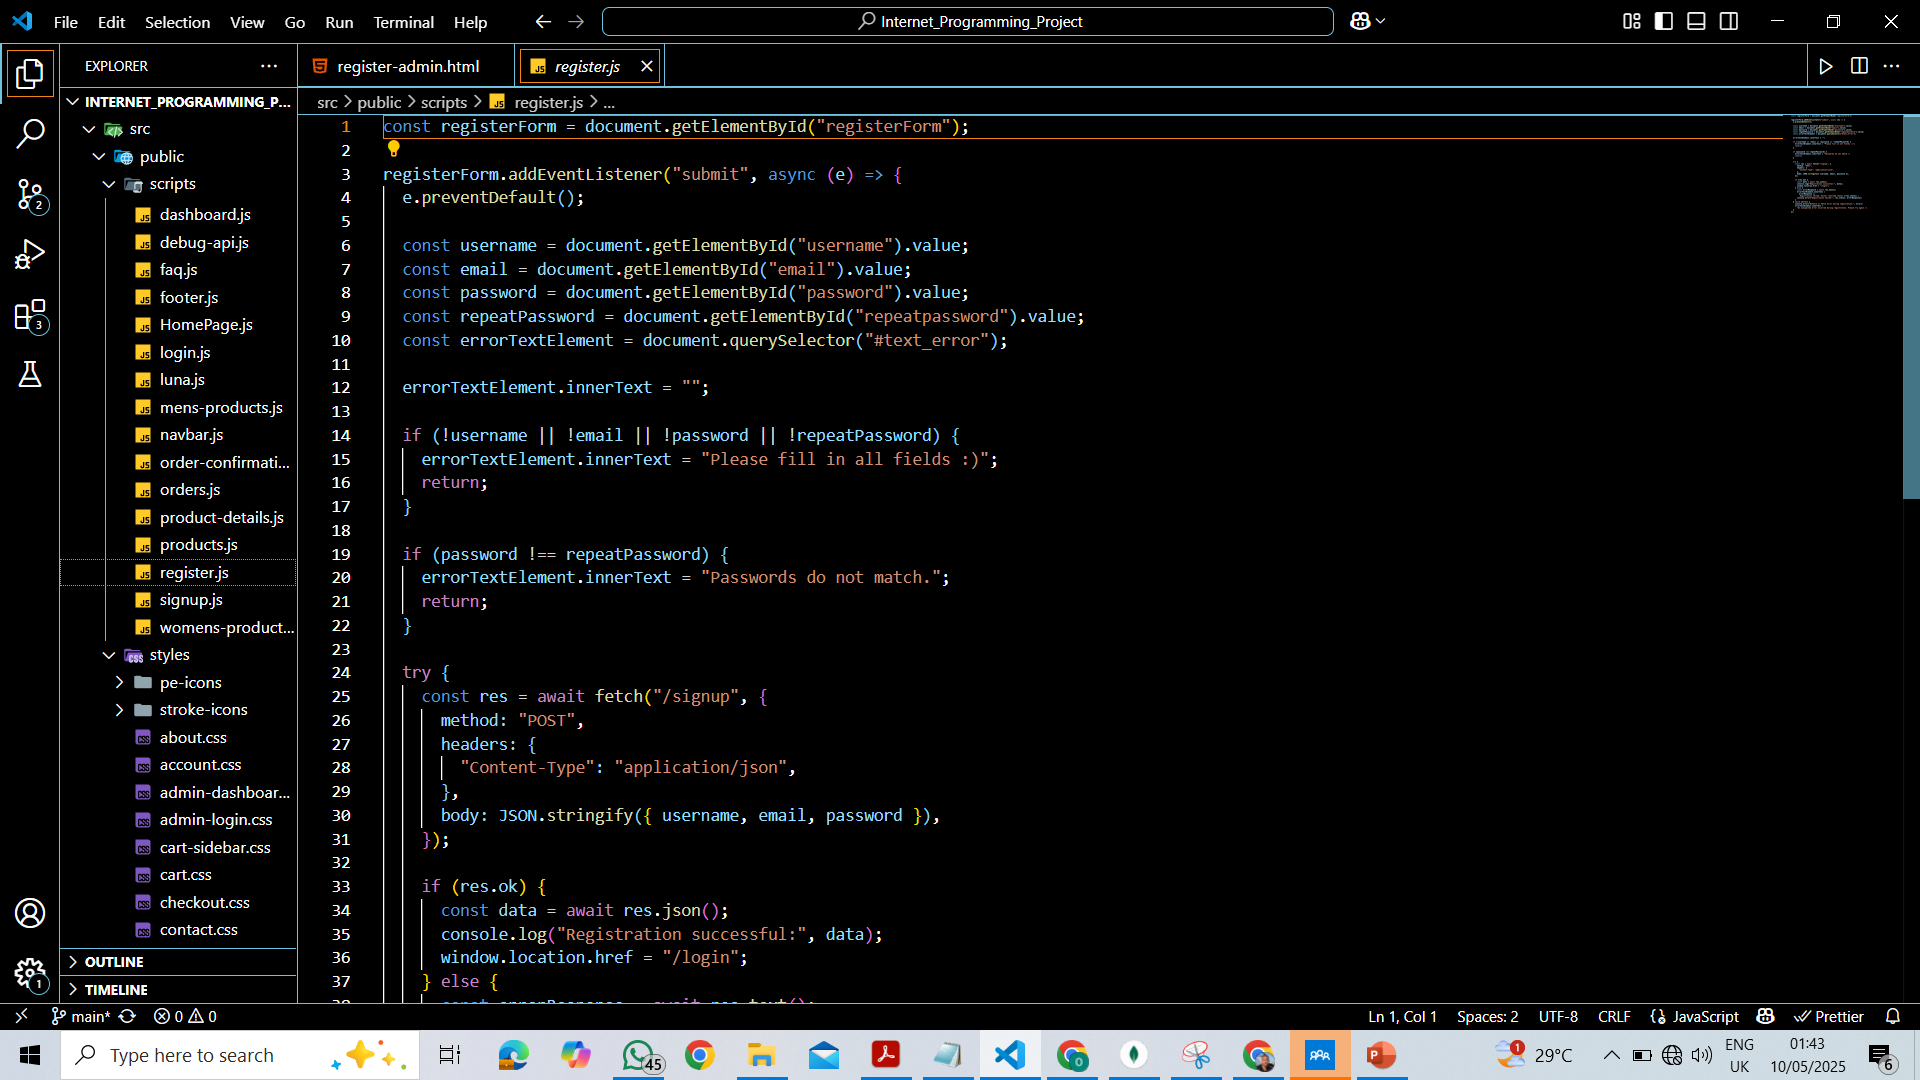 File Edit Selection View Go Run Terminal Help
Internet_Programming_Project
EXPLORER
register-admin.html
register.js
INTERNET_PROGRAMMING_P...
src > public > scripts > register.js > ...
src
public
scripts
dashboard.js
debug-api.js
faq.js
footer.js
HomePage.js
login.js
luna.js
mens-products.js
navbar.js
order-confirmati...
orders.js
product-details.js
products.js
register.js
signup.js
womens-product...
styles
pe-icons
stroke-icons
about.css
account.css
admin-dashboar...
admin-login.css
cart-sidebar.css
cart.css
checkout.css
contact.css
OUTLINE
TIMELINE
2
3
1
1 const registerForm = document.getElementById("registerForm");
2
3 registerForm.addEventListener("submit", async (e) => {
4 e.preventDefault();
5
6 const username = document.getElementById("username").value;
7 const email = document.getElementById("email").value;
8 const password = document.getElementById("password").value;
9 const repeatPassword = document.getElementById("repeatpassword").value;
10 const errorTextElement = document.querySelector("#text_error");
11
12 errorTextElement.innerText = "";
13
14 if (!username || !email || !password || !repeatPassword) {
15 errorTextElement.innerText = "Please fill in all fields :)";
16 return;
17 }
18
19 if (password !== repeatPassword) {
20 errorTextElement.innerText = "Passwords do not match.";
21 return;
22 }
23
24 try {
25 const res = await fetch("/signup", {
26 method: "POST",
27 headers: {
28 "Content-Type": "application/json",
29 },
30 body: JSON.stringify({ username, email, password }),
31 });
32
33 if (res.ok) {
34 const data = await res.json();
35 console.log("Registration successful:", data);
36 window.location.href = "/login";
37 } else {
main* 0 0
Ln 1, Col 1 Spaces: 2 UTF-8 CRLF JavaScript Prettier
Type here to search
45
1
29°C
ENG
UK
01:43
10/05/2025
6